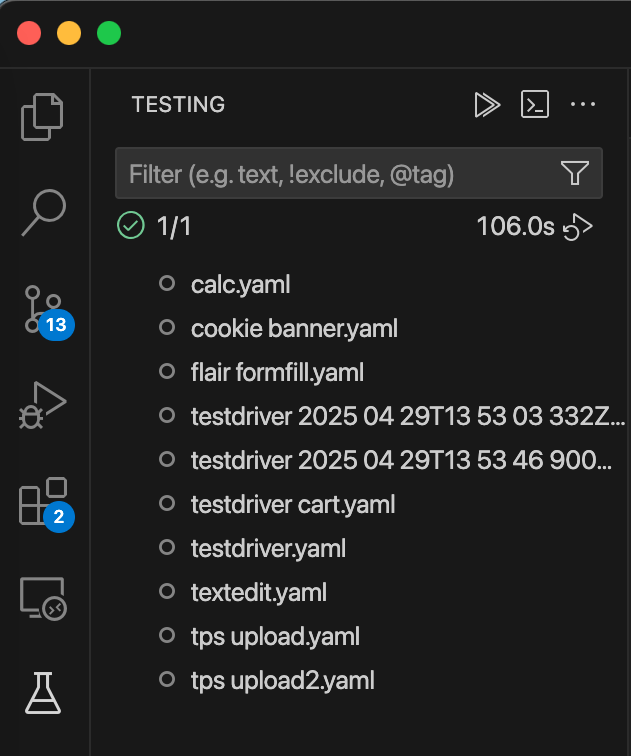 TESTING
Filter (e.g. text, !exclude, @tag)
1/1 106.0s
calc.yaml
cookie banner.yaml
13
flair formfill.yaml
testdriver 2025 04 29T13 53 03 332Z...
testdriver 2025 04 29T13 53 46 900...
testdriver cart.yaml
2
testdriver.yaml
textedit.yaml
tps upload.yaml
tps upload2.yaml